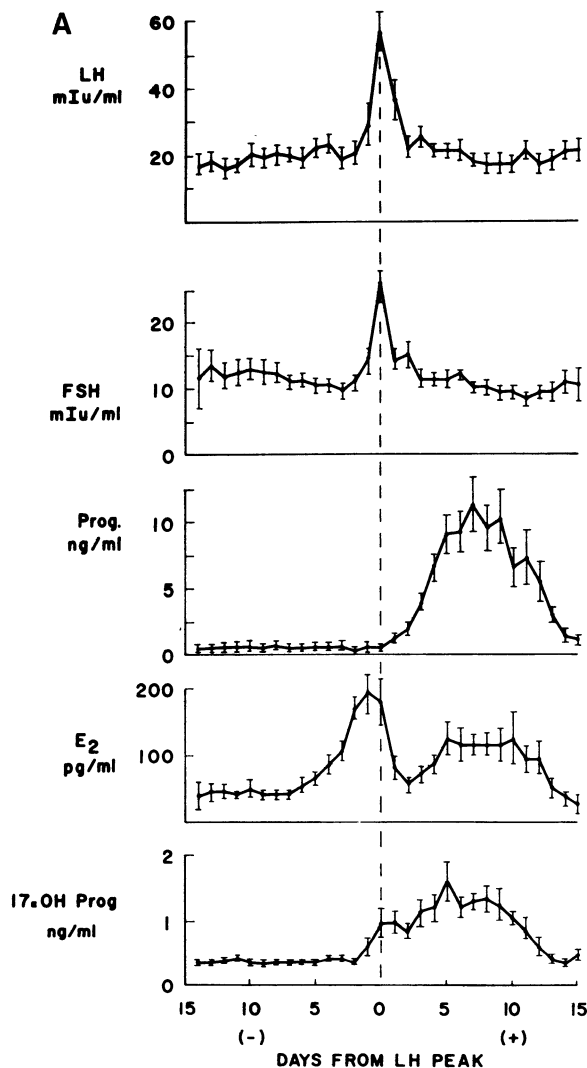 A
LH
mIu/ml
60
40
20
FSH
mIu/ml
20
10
0
Prog.
ng/ml
10
5
0
E2
pg/ml
200
100
17α OH Prog
ng/ml
2
1
0
15 10 5 0 5 10 15
(-) (+)
DAYS FROM LH PEAK